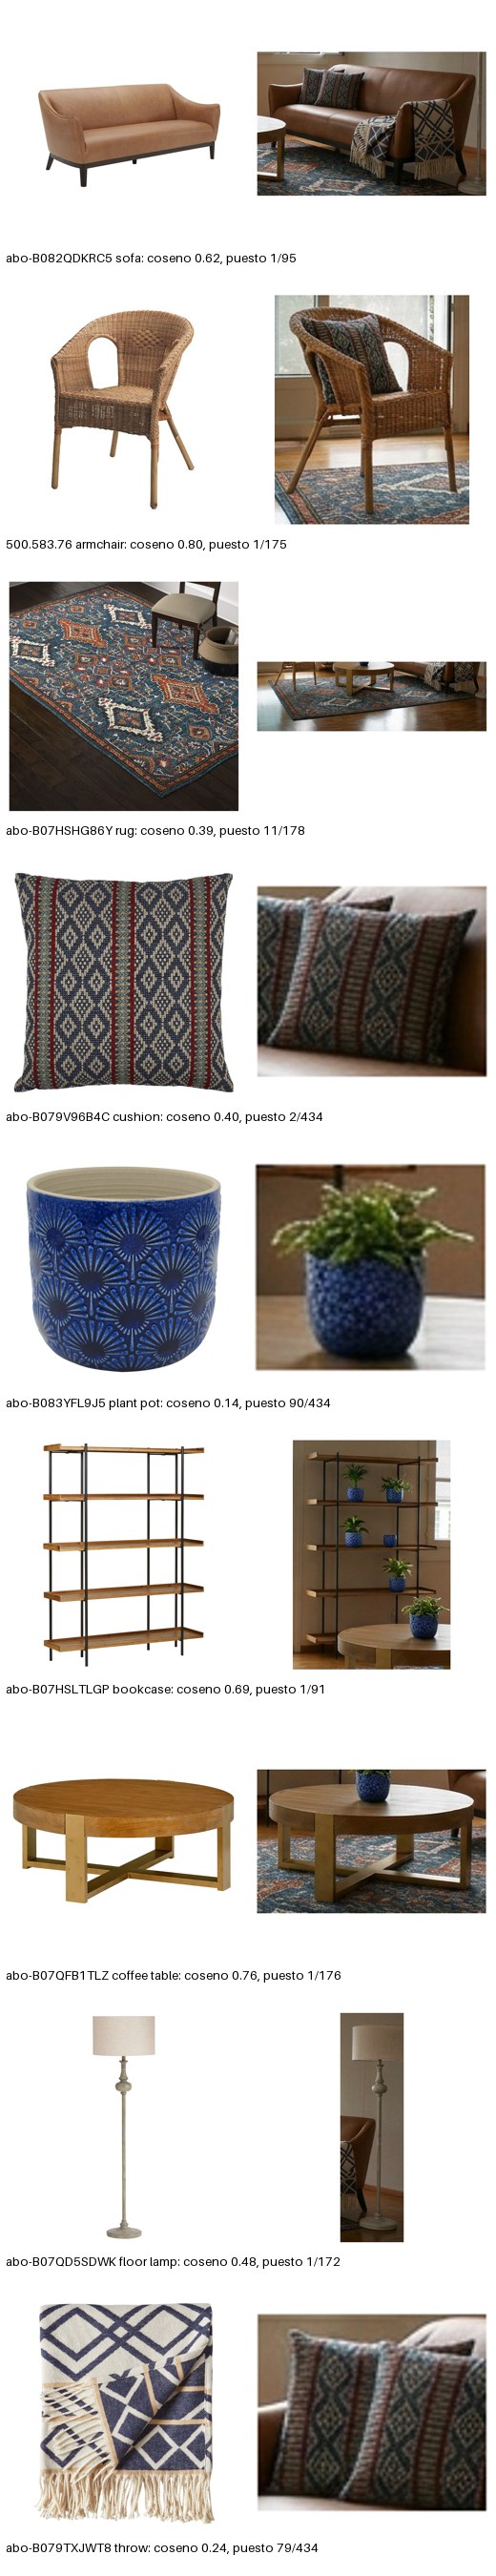 abo-B082QDKRC5 sofa: coseno 0.62, puesto 1/95
500.583.76 armchair: coseno 0.80, puesto 1/175
abo-B07HSHG86Y rug: coseno 0.39, puesto 11/178
abo-B079V96B4C cushion: coseno 0.40, puesto 2/434
abo-B083YFL9J5 plant pot: coseno 0.14, puesto 90/434
abo-B07HSLTLGP bookcase: coseno 0.69, puesto 1/91
abo-B07QFB1TLZ coffee table: coseno 0.76, puesto 1/176
abo-B07QD5SDWK floor lamp: coseno 0.48, puesto 1/172
abo-B079TXJWT8 throw: coseno 0.24, puesto 79/434